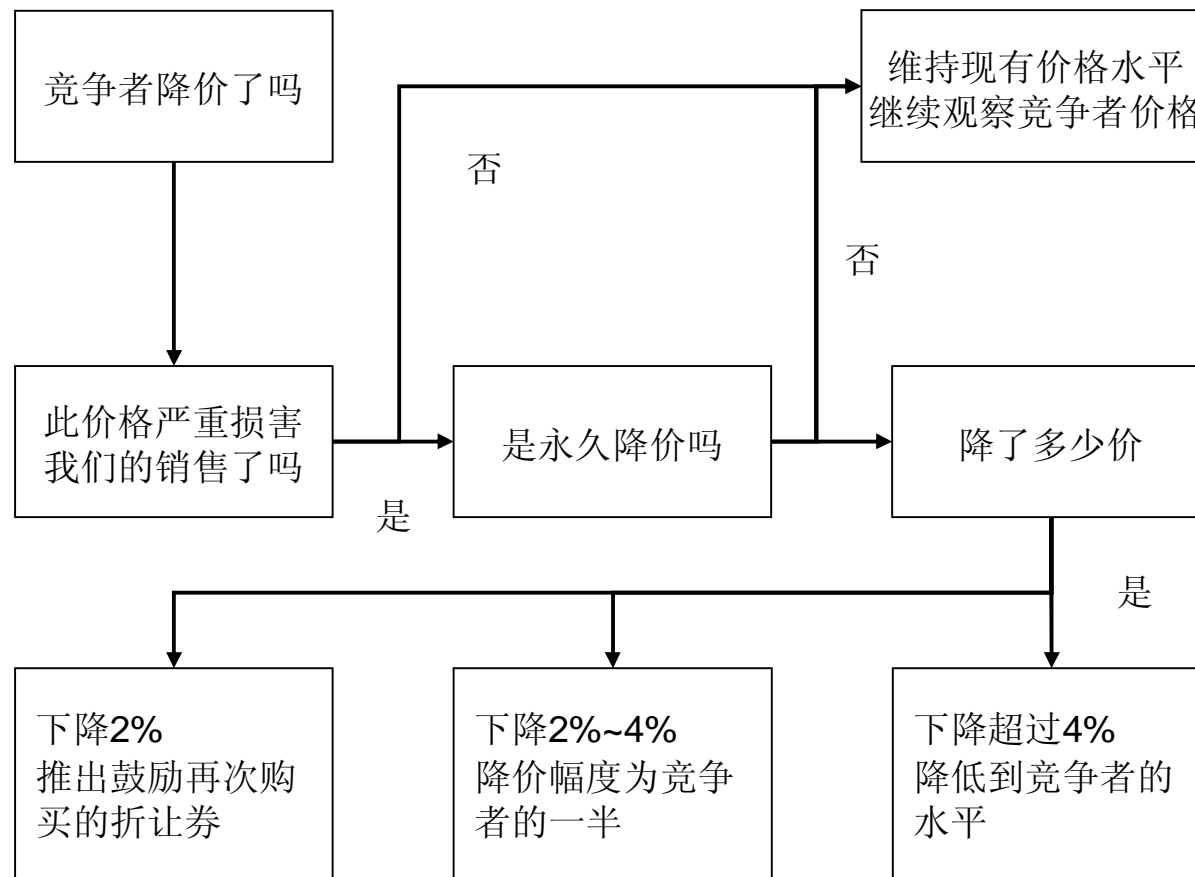 竞争者降价了吗
维持现有价格水平
继续观察竞争者价格
否
否
此价格严重损害
我们的销售了吗
是永久降价吗
降了多少价
是
是
下降2%
推出鼓励再次购
买的折让券
下降2%~4%
降价幅度为竞争
者的一半
下降超过4%
降低到竞争者的
水平